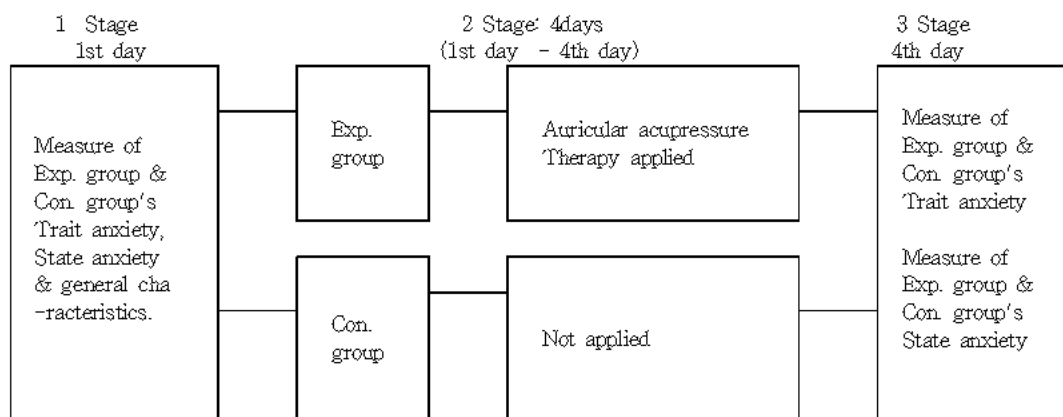 1 Stage
1st day
2 Stage: 4days
(1st day - 4th day)
3 Stage
4th day
Measure of
Exp. group &
Con. group's
Trait anxiety,
State anxiety
& general cha
-racteristics.
Exp.
group
Auricular acupressure
Therapy applied
Con.
group
Not applied
Measure of
Exp. group &
Con. group's
Trait anxiety
Measure of
Exp. group &
Con. group's
State anxiety